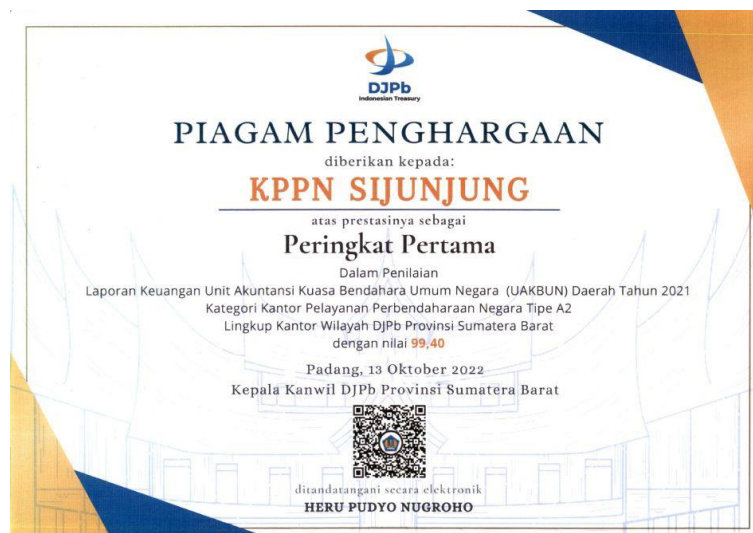 DJPb
Indonesian Treasury
PIAGAM PENGHARGAAN
diberikan kepada:
KPPN SIJUNJUNG
atas prestasinya sebagai
Peringkat Pertama
Dalam Penilaian
Laporan Keuangan Unit Akuntansi Kuasa Bendahara Umum Negara (UAKBUN) Daerah Tahun 2021
Kategori Kantor Pelayanan Perbendaharaan Negara Tipe A2
Lingkup Kantor Wilayah DJPb Provinsi Sumatera Barat
dengan nilai 99,40
Padang, 13 Oktober 2022
Kepala Kanwil DJPb Provinsi Sumatera Barat
ditandatangani secara elektronik
HERU PUDYO NUGROHO